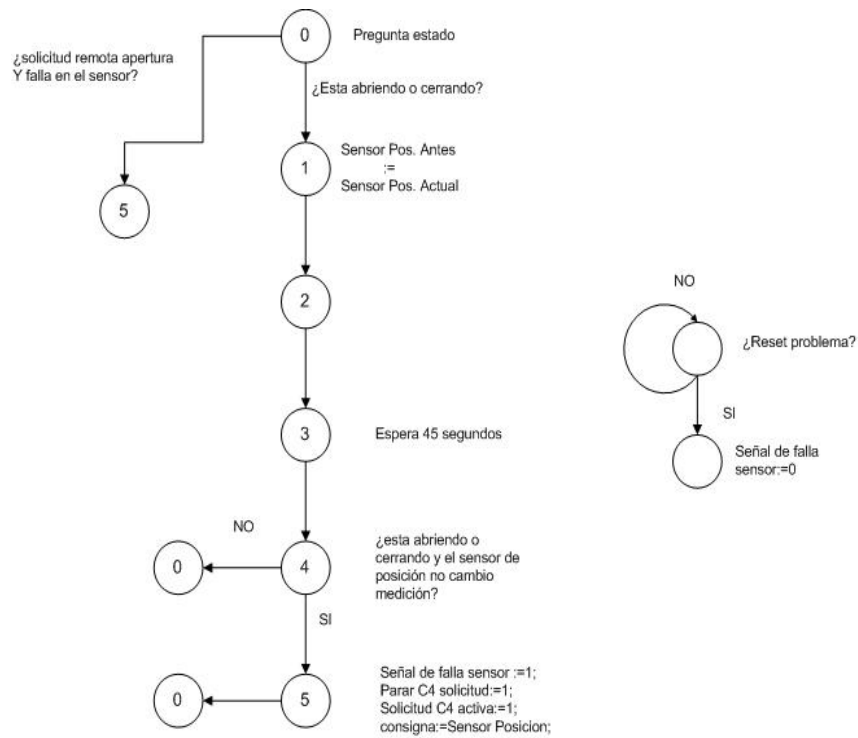 0
Pregunta estado
¿solicitud remota apertura
Y falla en el sensor?
¿Esta abriendo o cerrando?
1
Sensor Pos. Antes
:=
Sensor Pos. Actual
5
2
3
Espera 45 segundos
NO
0
4
¿esta abriendo o
cerrando y el sensor de
posición no cambio
medición?
SI
0
5
Señal de falla sensor :=1;
Parar C4 solicitud:=1;
Solicitud C4 activa:=1;
consigna:=Sensor Posicion;
NO
¿Reset problema?
SI
Señal de falla
sensor:=0